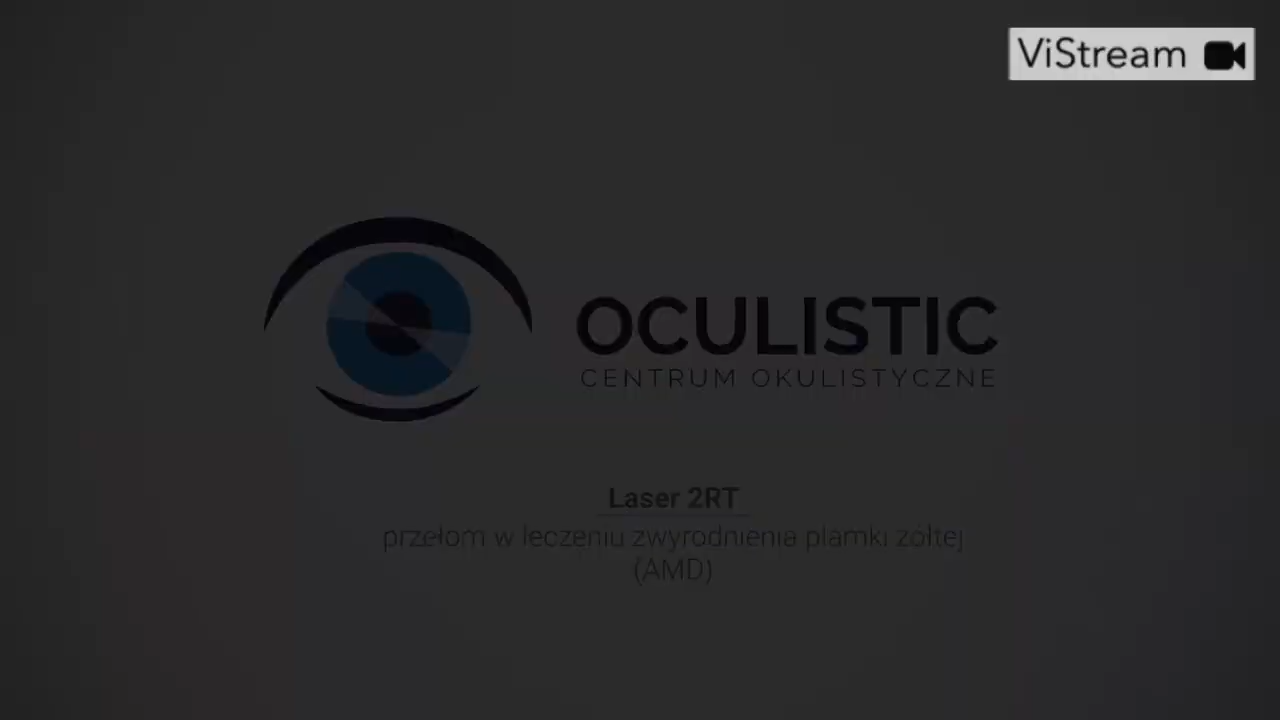 ViStream
OCULISTIC
CENTRUM OKULISTYCZNE
Laser 2RT
przełom w leczeniu zwyrodnienia plamki żółtej
(AMD)